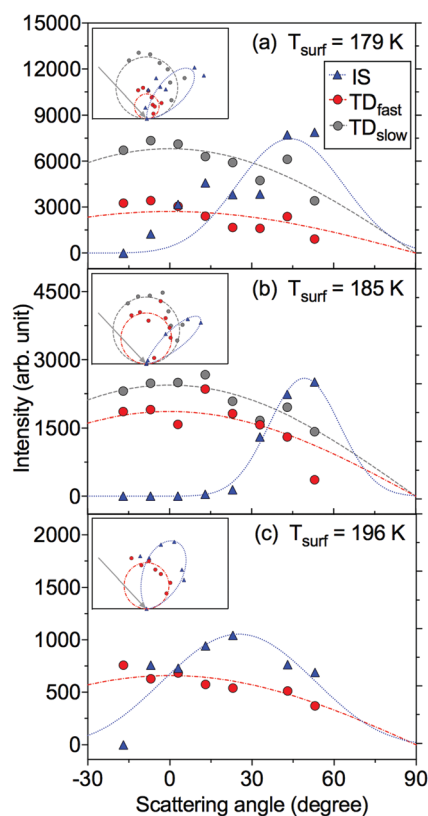 (a) T_surf = 179 K
IS
TD_fast
TD_slow
15000
12000
9000
6000
3000
0
(b) T_surf = 185 K
4500
3000
1500
0
Intensity (arb. unit)
(c) T_surf = 196 K
2000
1500
1000
500
0
-30 0 30 60 90
Scattering angle (degree)